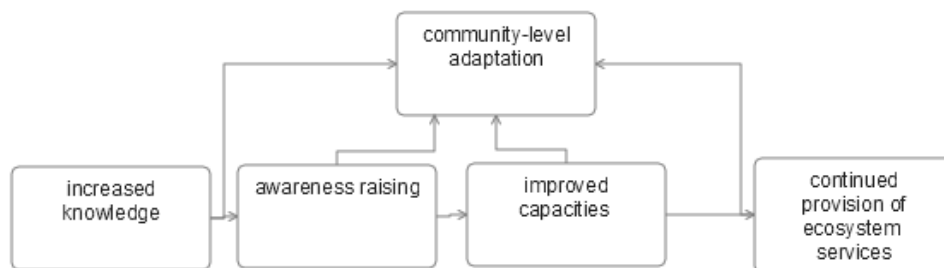 community-level
adaptation
increased
knowledge
awareness raising
improved
capacities
continued
provision of
ecosystem
services